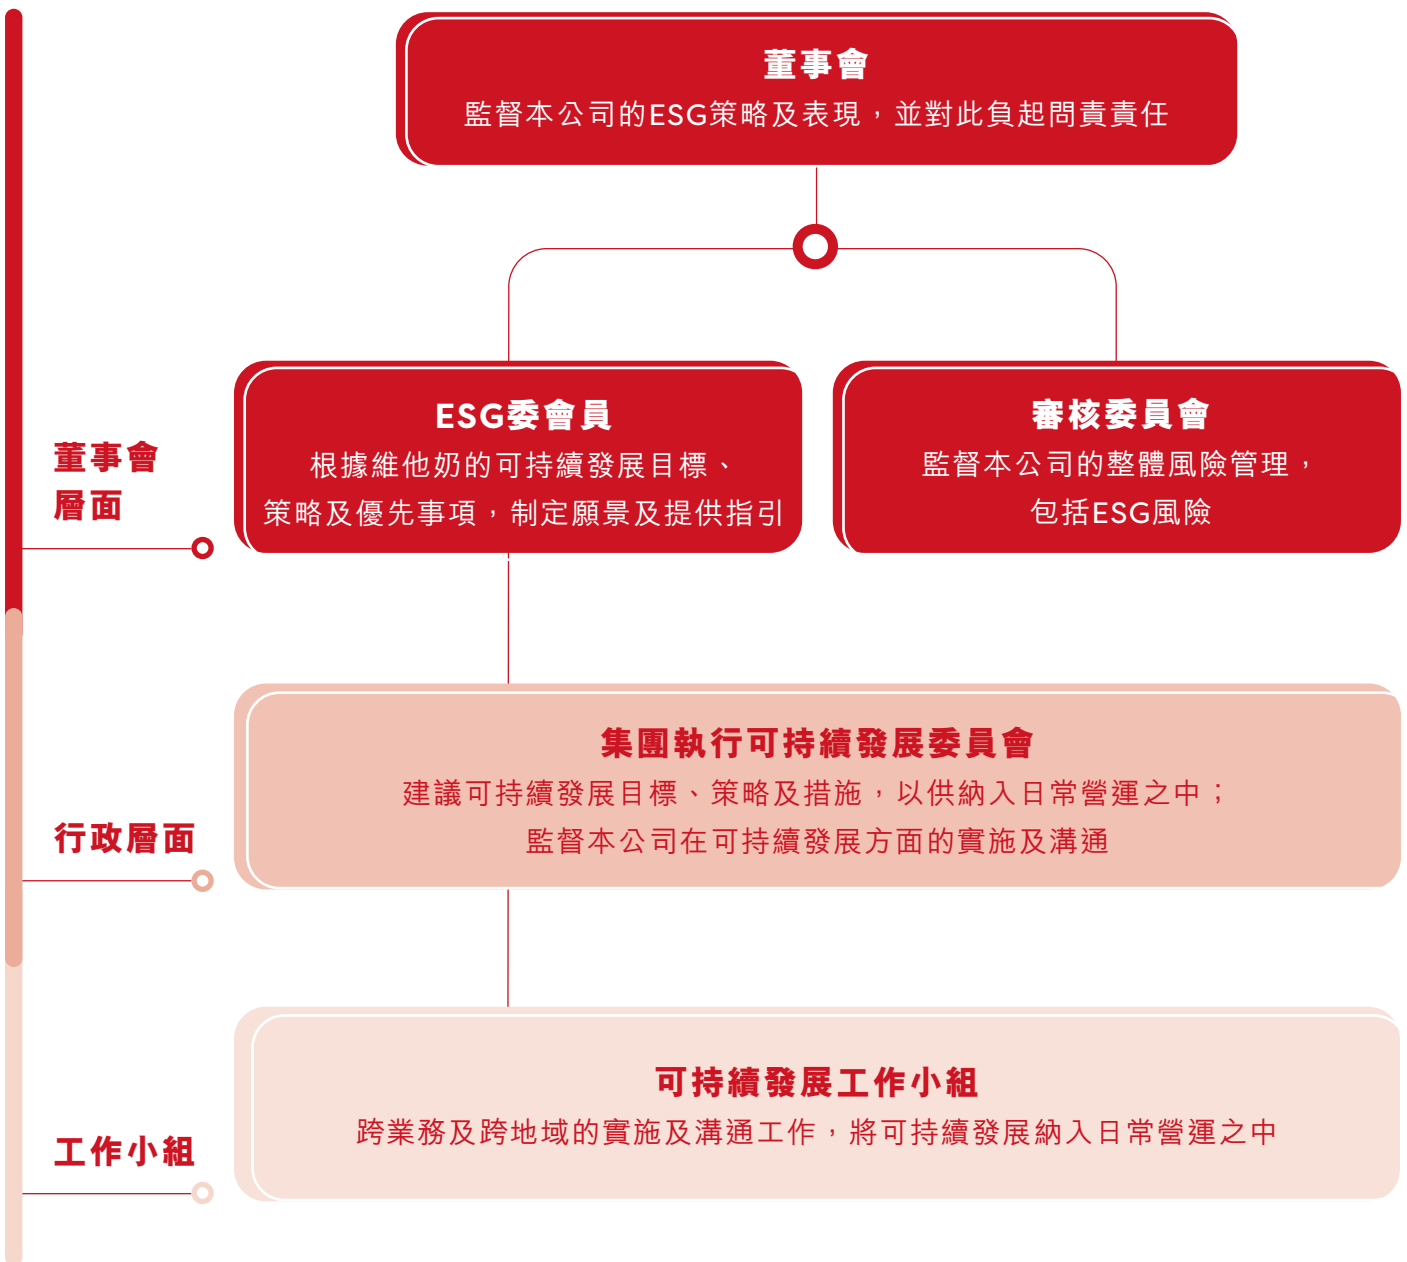 董事會
監督本公司的ESG策略及表現，並對此負起問責責任
董事會
層面
ESG委會員
根據維他奶的可持續發展目標、
策略及優先事項，制定願景及提供指引
審核委員會
監督本公司的整體風險管理，
包括ESG風險
行政層面
集團執行可持續發展委員會
建議可持續發展目標、策略及措施，以供納入日常營運之中；
監督本公司在可持續發展方面的實施及溝通
工作小組
可持續發展工作小組
跨業務及跨地域的實施及溝通工作，將可持續發展納入日常營運之中